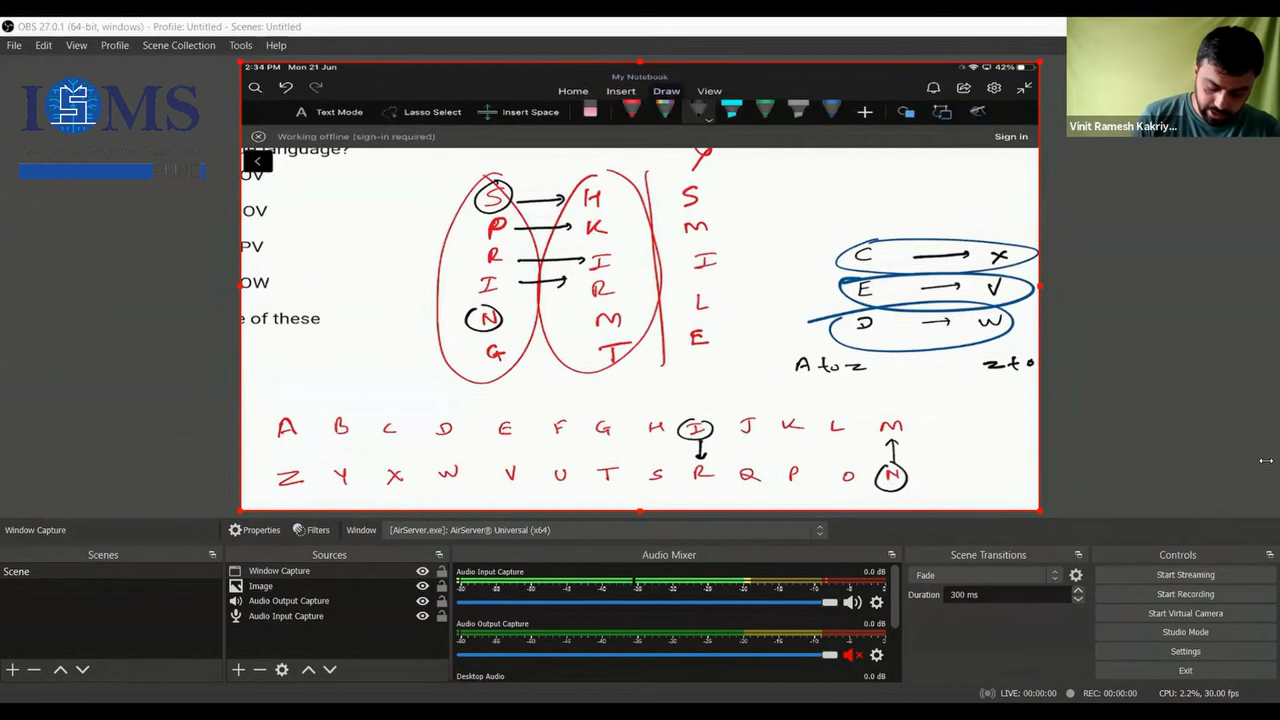 OBS 27.0.1 (64-bit, windows) - Profile: Untitled - Scenes: Untitled
File Edit View Profile Scene Collection Tools Help
IOMS
PUNE
2:34 PM Mon 21 Jun
42%
My Notebook
Home Insert Draw View
Text Mode Lasso Select Insert Space
Working offline (sign-in required) Sign in
language?
OV
OV
PV
OW
e of these
Y
S → H S
P → K M
R → I I
I → R L
N M E
G T
C → X
E → V
D → W
A to Z Z to
A B C D E F G H I J K L M
Z Y X W V U T S R Q P O N
Vinit Ramesh Kakriy...
Window Capture Properties Filters Window [AirServer.exe]: AirServer® Universal (x64)
Scenes
Scene
Sources
Window Capture
Image
Audio Output Capture
Audio Input Capture
Audio Mixer
Audio Input Capture 0.0 dB
Audio Output Capture 0.0 dB
Desktop Audio 0.0 dB
Scene Transitions
Fade
Duration 300 ms
Controls
Start Streaming
Start Recording
Start Virtual Camera
Studio Mode
Settings
Exit
LIVE: 00:00:00 REC: 00:00:00 CPU: 2.2%, 30.00 fps